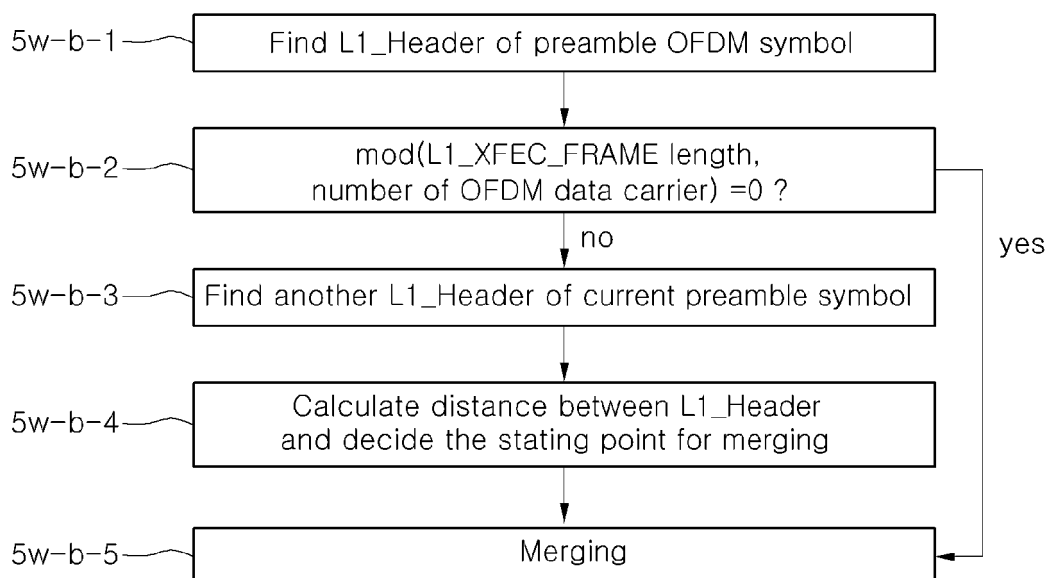 5w-b-1
Find L1_Header of preamble OFDM symbol
5w-b-2
mod(L1_XFEC_FRAME length,
number of OFDM data carrier) =0 ?
no
yes
5w-b-3
Find another L1_Header of current preamble symbol
5w-b-4
Calculate distance between L1_Header
and decide the stating point for merging
5w-b-5
Merging